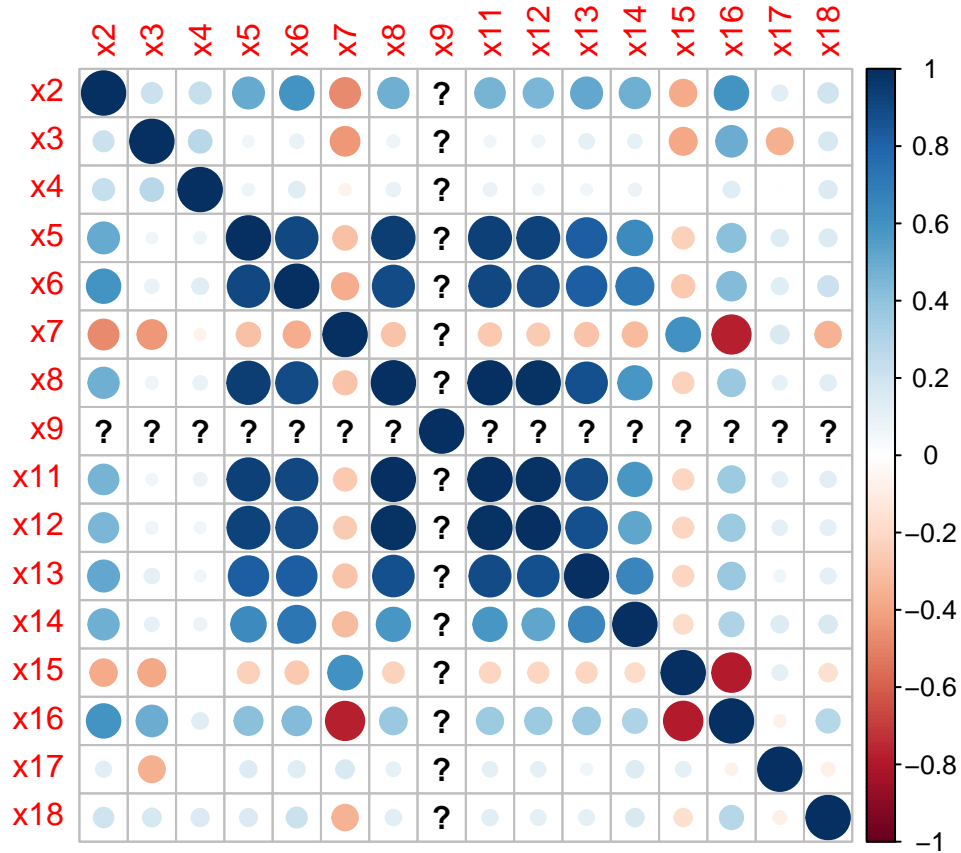 x2 x3 x4 x5 x6 x7 x8 x9 x11 x12 x13 x14 x15 x16 x17 x18
x2 ?
x3 ?
x4 ?
x5 ?
x6 ?
x7 ?
x8 ?
x9 ? ? ? ? ? ? ? ? ? ? ? ? ? ? ?
x11 ?
x12 ?
x13 ?
x14 ?
x15 ?
x16 ?
x17 ?
x18 ?
1
0.8
0.6
0.4
0.2
0
−0.2
−0.4
−0.6
−0.8
−1